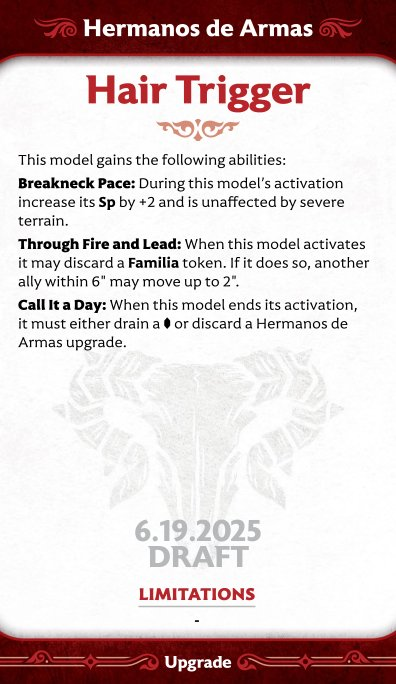 Hermanos de Armas
Hair Trigger
This model gains the following abilities:
Breakneck Pace: During this model’s activation
increase its Sp by +2 and is unaffected by severe
terrain.
Through Fire and Lead: When this model activates
it may discard a Familia token. If it does so, another
ally within 6" may move up to 2".
Call It a Day: When this model ends its activation,
it must either drain a ⬧ or discard a Hermanos de
Armas upgrade.
6.19.2025
DRAFT
LIMITATIONS
-
Upgrade